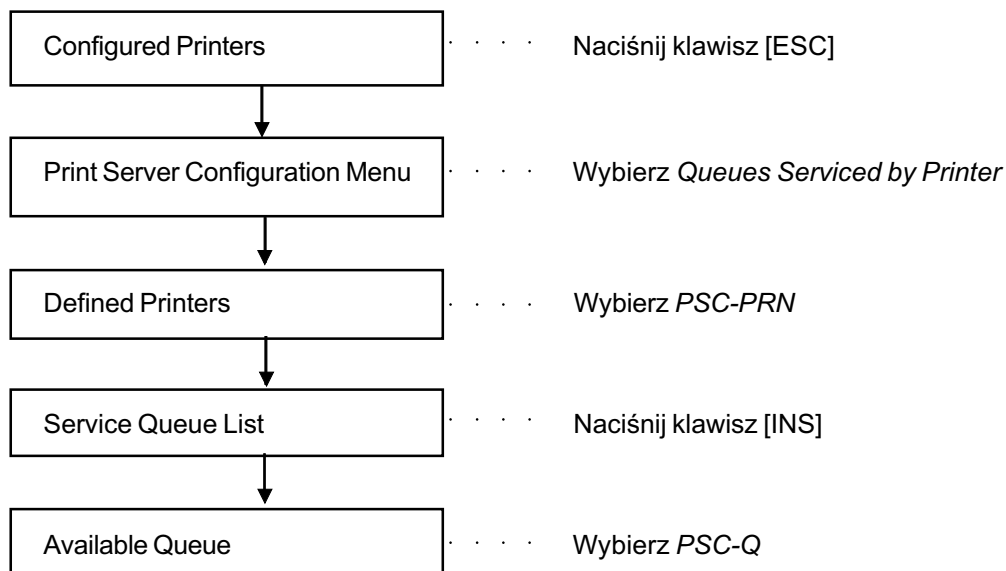 Configured Printers . . . . Naciśnij klawisz [ESC]
Print Server Configuration Menu . . . . Wybierz Queues Serviced by Printer
Defined Printers . . . . Wybierz PSC-PRN
Service Queue List . . . . Naciśnij klawisz [INS]
Available Queue . . . . Wybierz PSC-Q